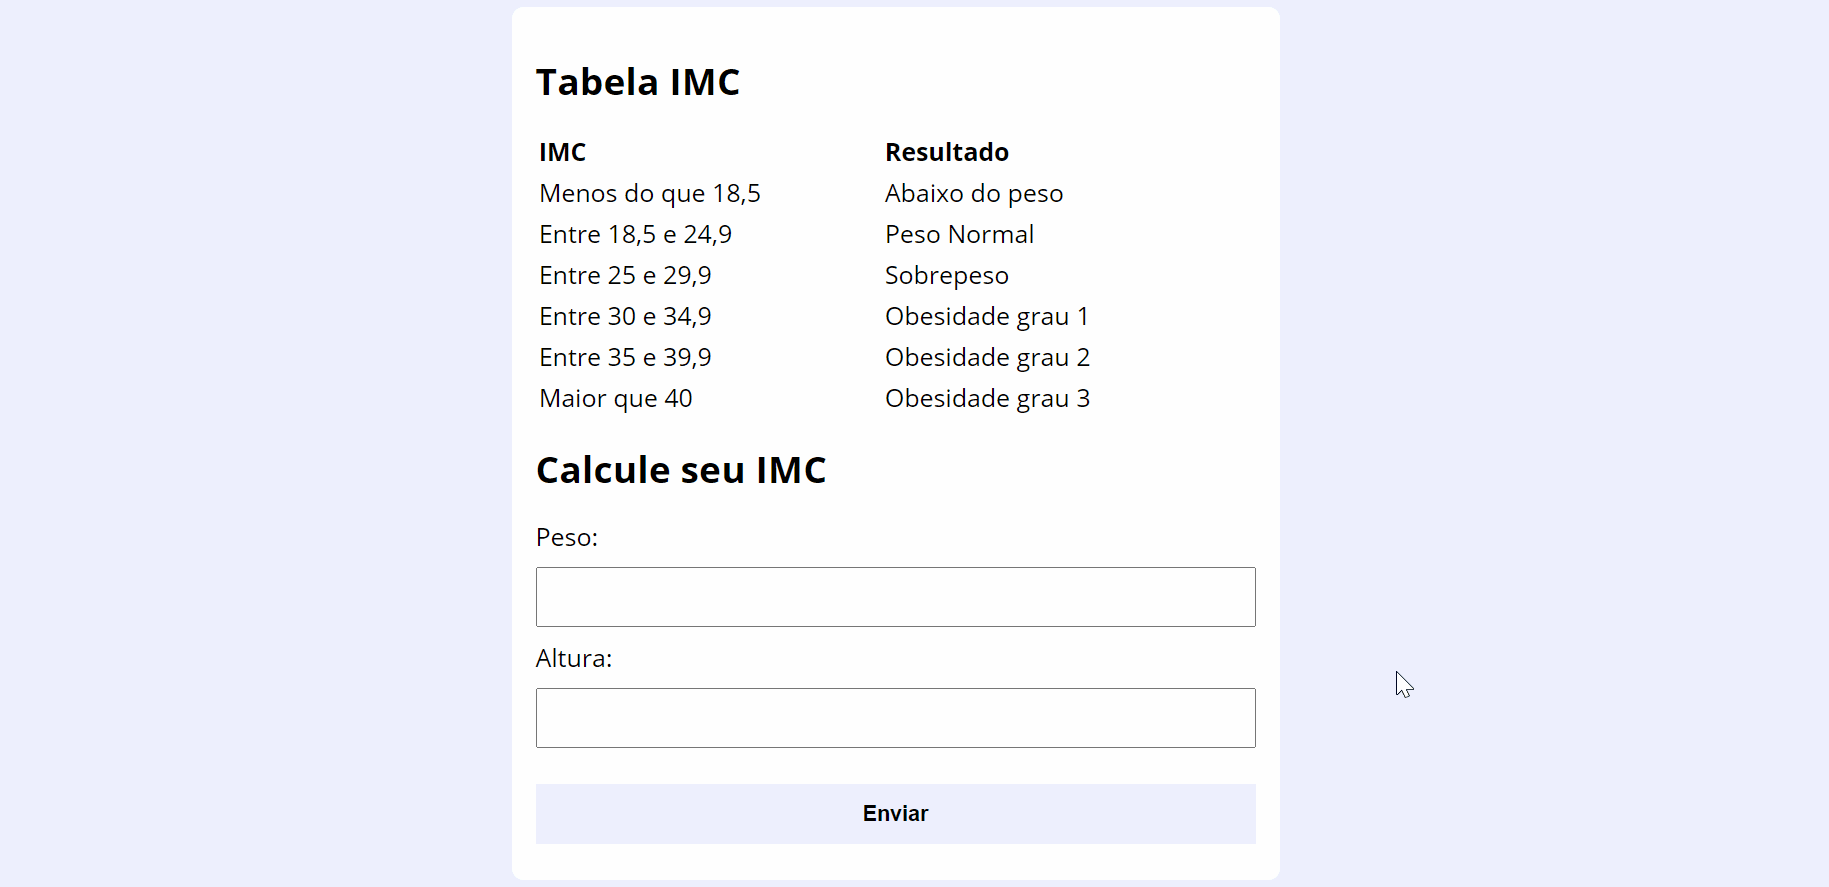 Tabela IMC
IMC Resultado
Menos do que 18,5 Abaixo do peso
Entre 18,5 e 24,9 Peso Normal
Entre 25 e 29,9 Sobrepeso
Entre 30 e 34,9 Obesidade grau 1
Entre 35 e 39,9 Obesidade grau 2
Maior que 40 Obesidade grau 3
Calcule seu IMC
Peso:
Altura:
Enviar